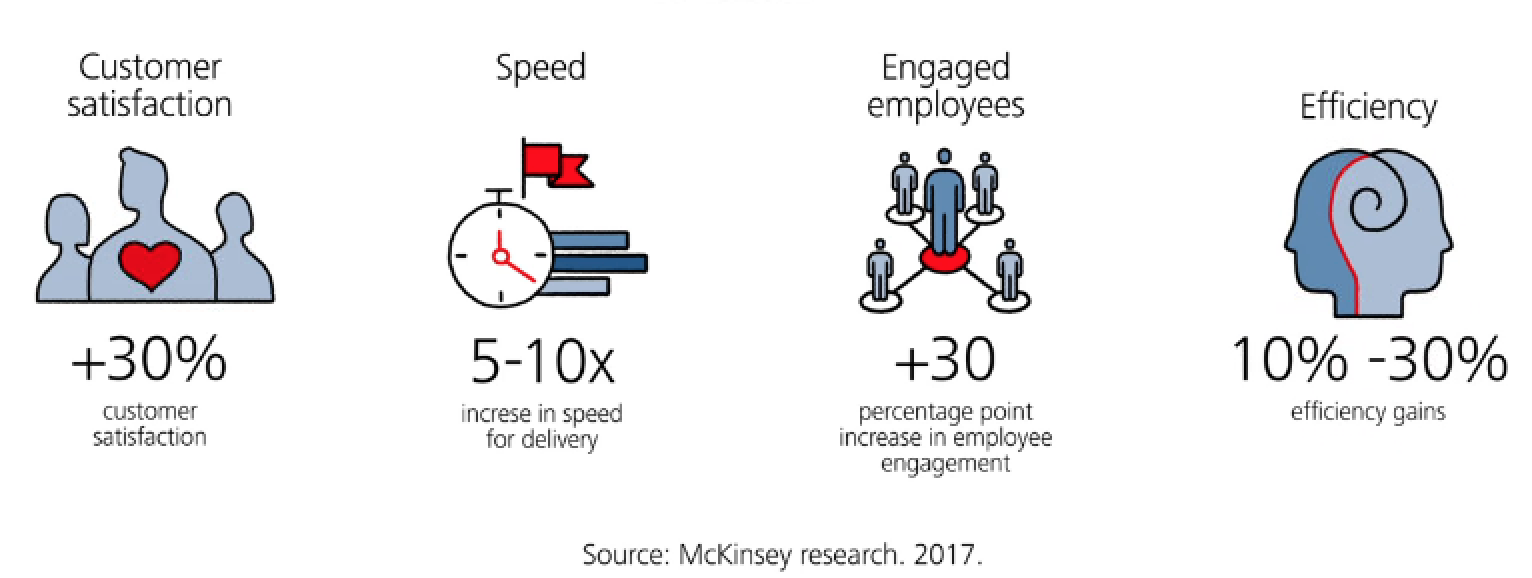 Customer
satisfaction
+30%
customer
satisfaction
Speed
5-10x
increse in speed
for delivery
Engaged
employees
+30
percentage point
increase in employee
engagement
Efficiency
10% -30%
efficiency gains
Source: McKinsey research. 2017.